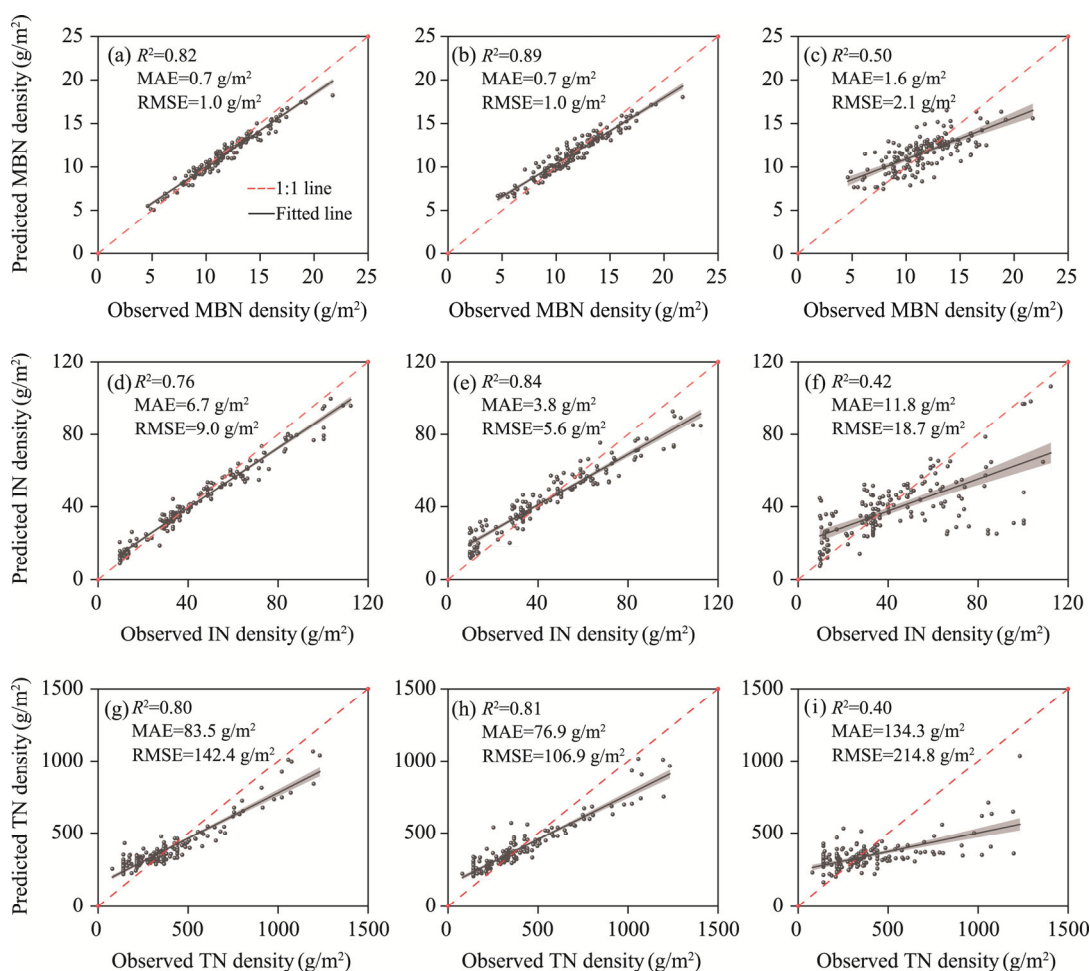 (a) R²=0.82
MAE=0.7 g/m²
RMSE=1.0 g/m²
1:1 line
Fitted line
25
20
15
10
5
0
0 5 10 15 20 25
Predicted MBN density (g/m²)
Observed MBN density (g/m²)
(b) R²=0.89
MAE=0.7 g/m²
RMSE=1.0 g/m²
25
20
15
10
5
0
0 5 10 15 20 25
Observed MBN density (g/m²)
(c) R²=0.50
MAE=1.6 g/m²
RMSE=2.1 g/m²
25
20
15
10
5
0
0 5 10 15 20 25
Observed MBN density (g/m²)
(d) R²=0.76
MAE=6.7 g/m²
RMSE=9.0 g/m²
120
80
40
0
0 40 80 120
Predicted IN density (g/m²)
Observed IN density (g/m²)
(e) R²=0.84
MAE=3.8 g/m²
RMSE=5.6 g/m²
120
80
40
0
0 40 80 120
Observed IN density (g/m²)
(f) R²=0.42
MAE=11.8 g/m²
RMSE=18.7 g/m²
120
80
40
0
0 40 80 120
Observed IN density (g/m²)
(g) R²=0.80
MAE=83.5 g/m²
RMSE=142.4 g/m²
1500
1000
500
0
0 500 1000 1500
Predicted TN density (g/m²)
Observed TN density (g/m²)
(h) R²=0.81
MAE=76.9 g/m²
RMSE=106.9 g/m²
1500
1000
500
0
0 500 1000 1500
Observed TN density (g/m²)
(i) R²=0.40
MAE=134.3 g/m²
RMSE=214.8 g/m²
1500
1000
500
0
0 500 1000 1500
Observed TN density (g/m²)